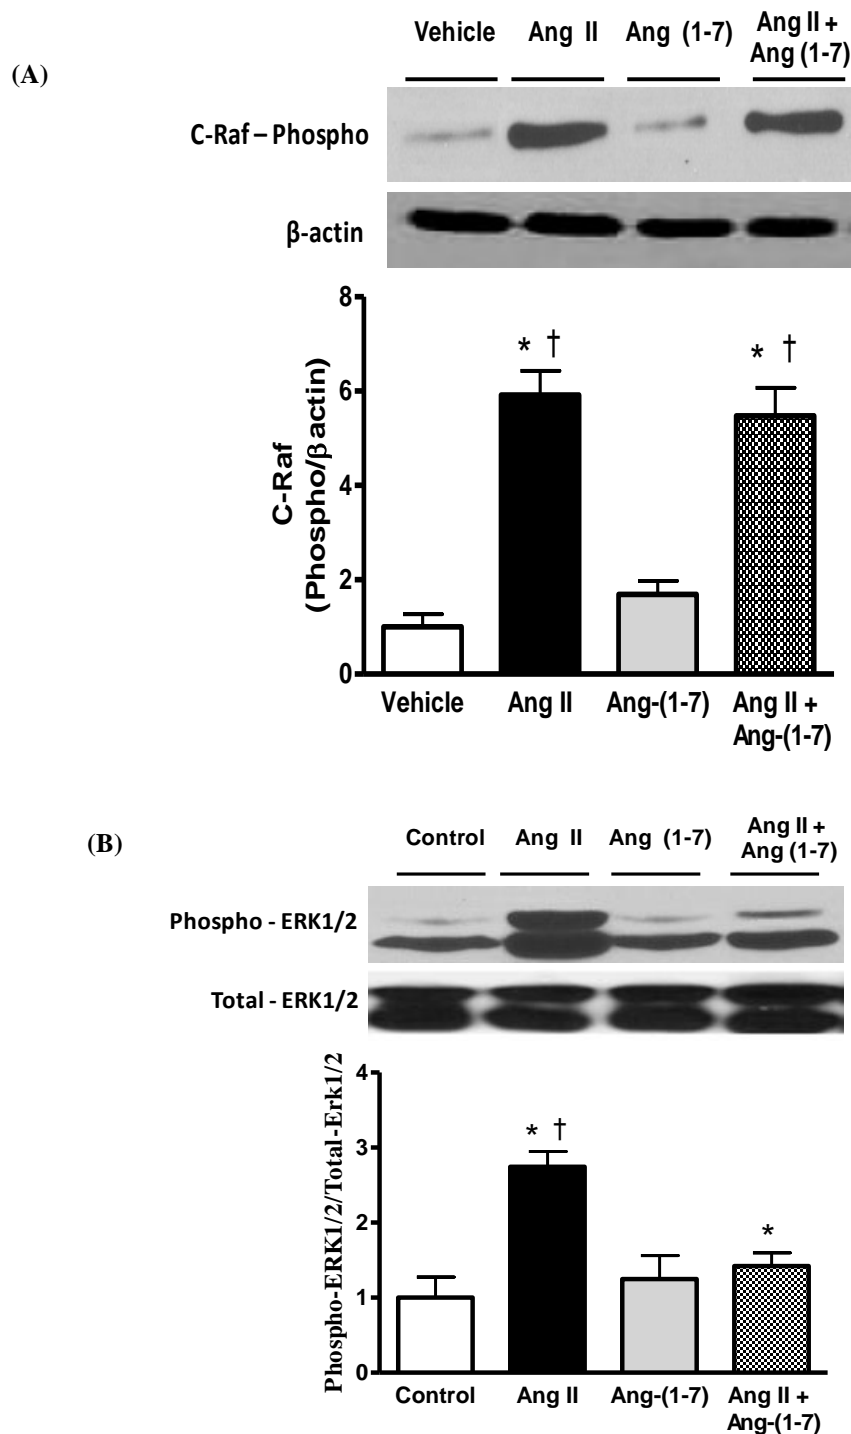 Vehicle Ang II Ang (1-7) Ang II +
Ang (1-7)
(A)
C-Raf – Phospho
β-actin
C-Raf
(Phospho/βactin)
8
6
4
2
0
* †
* †
Vehicle Ang II Ang-(1-7) Ang II +
Ang-(1-7)
(B)
Control Ang II Ang (1-7) Ang II +
Ang (1-7)
Phospho - ERK1/2
Total - ERK1/2
Phospho-ERK1/2/Total-Erk1/2
4
3
2
1
0
* †
*
Control Ang II Ang-(1-7) Ang II +
Ang-(1-7)